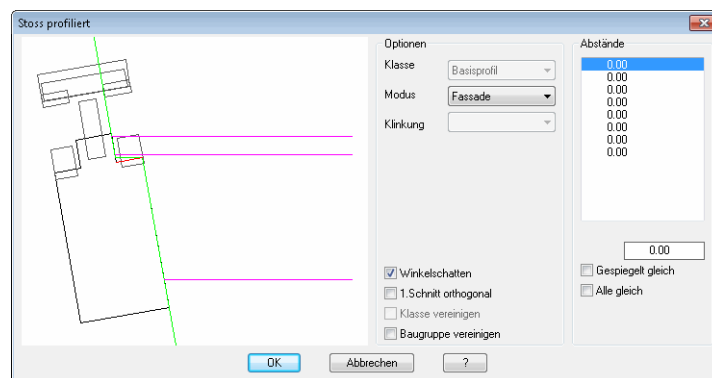 Stoss profiliert
Optionen
Klasse
Basisprofil
Modus
Fassade
Klinkung
Winkelschatten
1.Schnitt orthogonal
Klasse vereinigen
Baugruppe vereinigen
Abstände
0.00
0.00
0.00
0.00
0.00
0.00
0.00
0.00
0.00
Gespiegelt gleich
Alle gleich
OK
Abbrechen
?